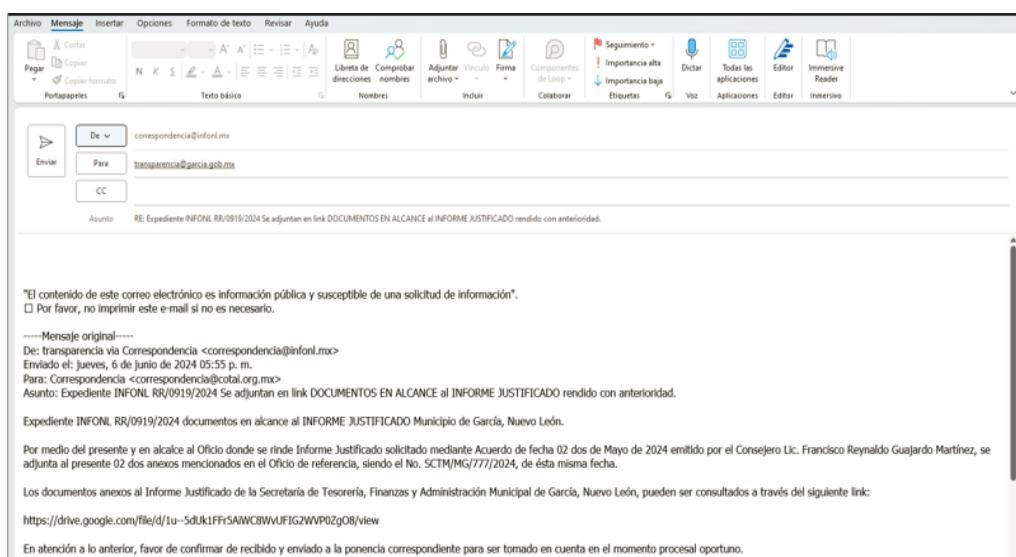 Archivo Mensaje Insertar Opciones Formato de texto Revisar Ayuda
Pegar
Cortar
Copiar
Copiar formato
Portapapeles
N K S
Texto básico
Libreta de direcciones
Comprobar nombres
Nombres
Adjuntar archivo
Vínculo
Firma
Incluir
Componentes de Loop
Colaborar
Seguimiento
Importancia alta
Importancia baja
Etiquetas
Dictar
Voz
Todas las aplicaciones
Aplicaciones
Editor
Editor
Immersive Reader
Inmersivo
Enviar
De correspondencia@infonl.mx
Para transparencia@garcia.gob.mx
CC
Asunto RE: Expediente INFONL RR/0919/2024 Se adjuntan en link DOCUMENTOS EN ALCANCE al INFORME JUSTIFICADO rendido con anterioridad.
"El contenido de este correo electrónico es información pública y susceptible de una solicitud de información".
☐ Por favor, no imprimir este e-mail si no es necesario.
-----Mensaje original-----
De: transparencia via Correspondencia <correspondencia@infonl.mx>
Enviado el: jueves, 6 de junio de 2024 05:55 p. m.
Para: Correspondencia <correspondencia@cotai.org.mx>
Asunto: Expediente INFONL RR/0919/2024 Se adjuntan en link DOCUMENTOS EN ALCANCE al INFORME JUSTIFICADO rendido con anterioridad.
Expediente INFONL RR/0919/2024 documentos en alcance al INFORME JUSTIFICADO Municipio de García, Nuevo León.
Por medio del presente y en alcalce al Oficio donde se rinde Informe Justificado solicitado mediante Acuerdo de fecha 02 dos de Mayo de 2024 emitido por el Consejero Lic. Francisco Reynaldo Guajardo Martínez, se
adjunta al presente 02 dos anexos mencionados en el Oficio de referencia, siendo el No. SCTM/MG/777/2024, de ésta misma fecha.
Los documentos anexos al Informe Justificado de la Secretaría de Tesorería, Finanzas y Administración Municipal de García, Nuevo León, pueden ser consultados a través del siguiente link:
https://drive.google.com/file/d/1u--5dUk1FFr5AlWC8WvUFIG2WVP0ZgO8/view
En atención a lo anterior, favor de confirmar de recibido y enviado a la ponencia correspondiente para ser tomado en cuenta en el momento procesal oportuno.